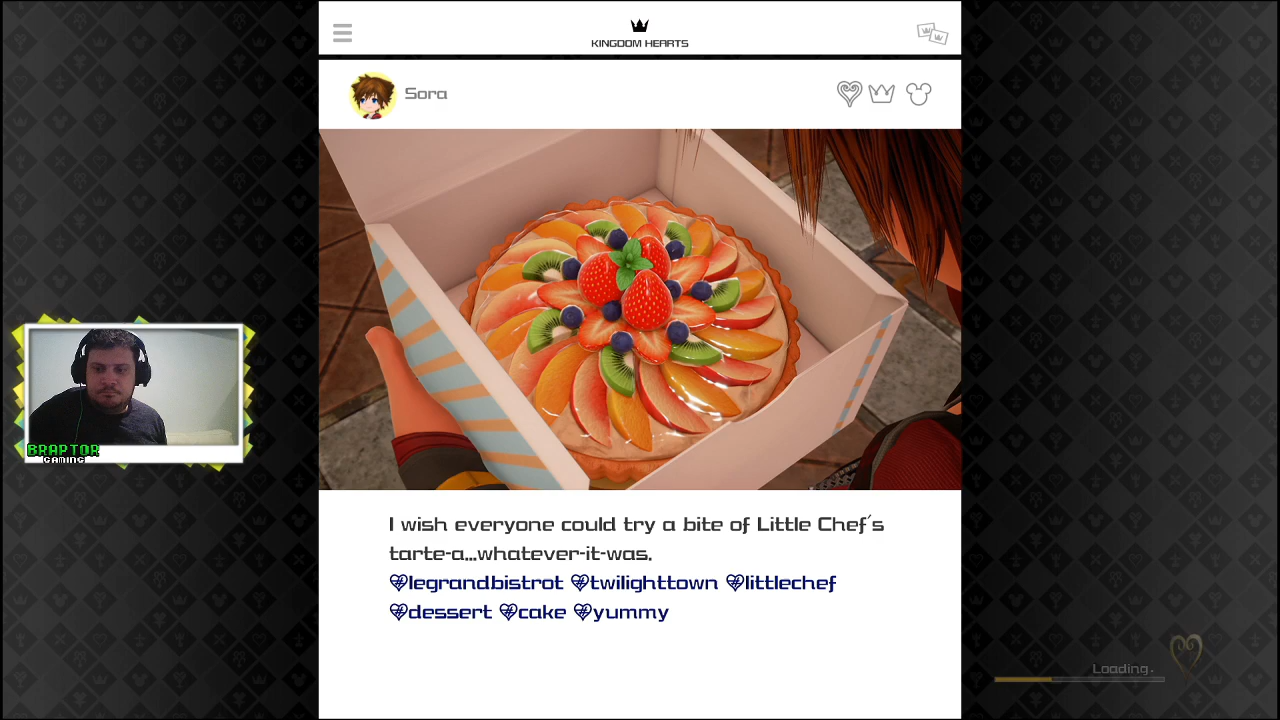 KINGDOM HEARTS
Sora
I wish everyone could try a bite of Little Chef's
tarte-a...whatever-it-was.
legrandbistrot twilighttown littlechef
dessert cake yummy
BRAPTOR
GAMING
Loading.